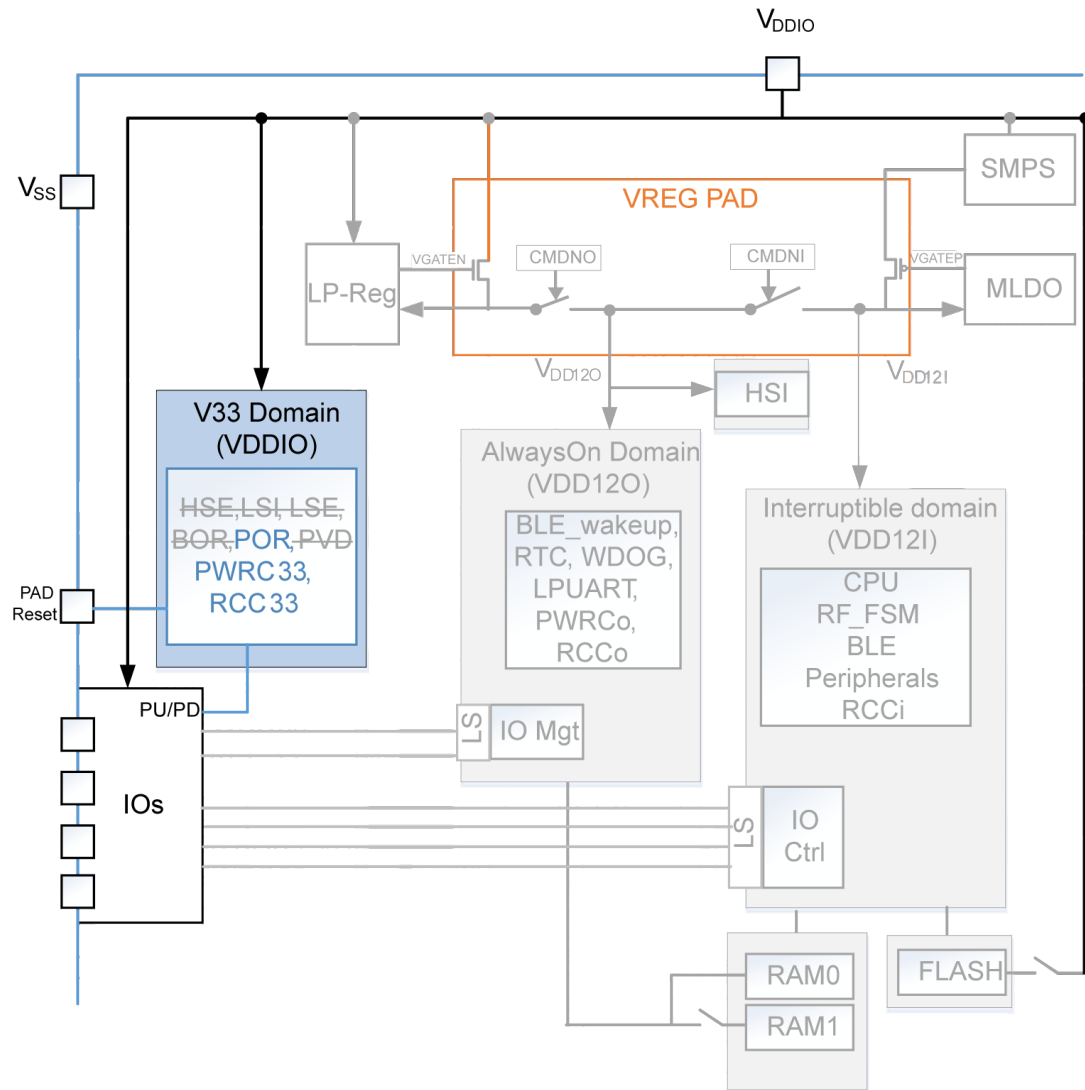 VDDIO
VSS
SMPS
VREG PAD
CMDNO
CMDNI
VGATEN
VGATEP
LP-Reg
MLDO
VDD12O
VDD12I
HSI
V33 Domain
(VDDIO)
HSE,LSI, LSE,
BOR,POR, PVD
PWRC33,
RCC33
AlwaysOn Domain
(VDD12O)
BLE_wakeup,
RTC, WDOG,
LPUART,
PWRCo,
RCCo
Interruptible domain
(VDD12I)
CPU
RF_FSM
BLE
Peripherals
RCCi
PAD
Reset
PU/PD
IOs
LS
IO Mgt
LS
IO
Ctrl
RAM0
RAM1
FLASH